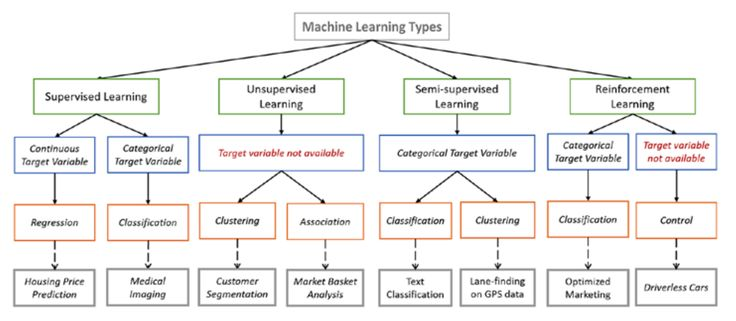 Machine Learning Types
Supervised Learning
Unsupervised
Learning
Semi-supervised
Learning
Reinforcement
Learning
Continuous
Target Variable
Categorical
Target Variable
Target variable not available
Categorical Target Variable
Categorical
Target Variable
Target variable
not available
Regression
Classification
Clustering
Association
Classification
Clustering
Classification
Control
Housing Price
Prediction
Medical
Imaging
Customer
Segmentation
Market Basket
Analysis
Text
Classification
Lane-finding
on GPS data
Optimized
Marketing
Driverless Cars